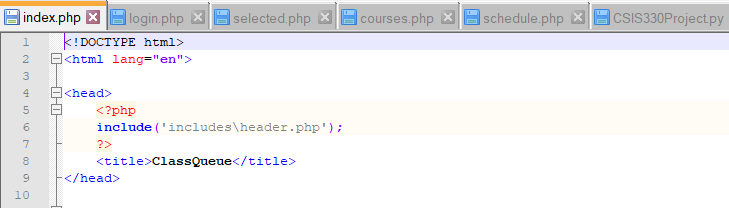 index.php login.php selected.php courses.php schedule.php CSIS330Project.py
1 <!DOCTYPE html>
2 <html lang="en">
3
4 <head>
5 <?php
6 include('includes\header.php');
7 ?>
8 <title>ClassQueue</title>
9 </head>
10